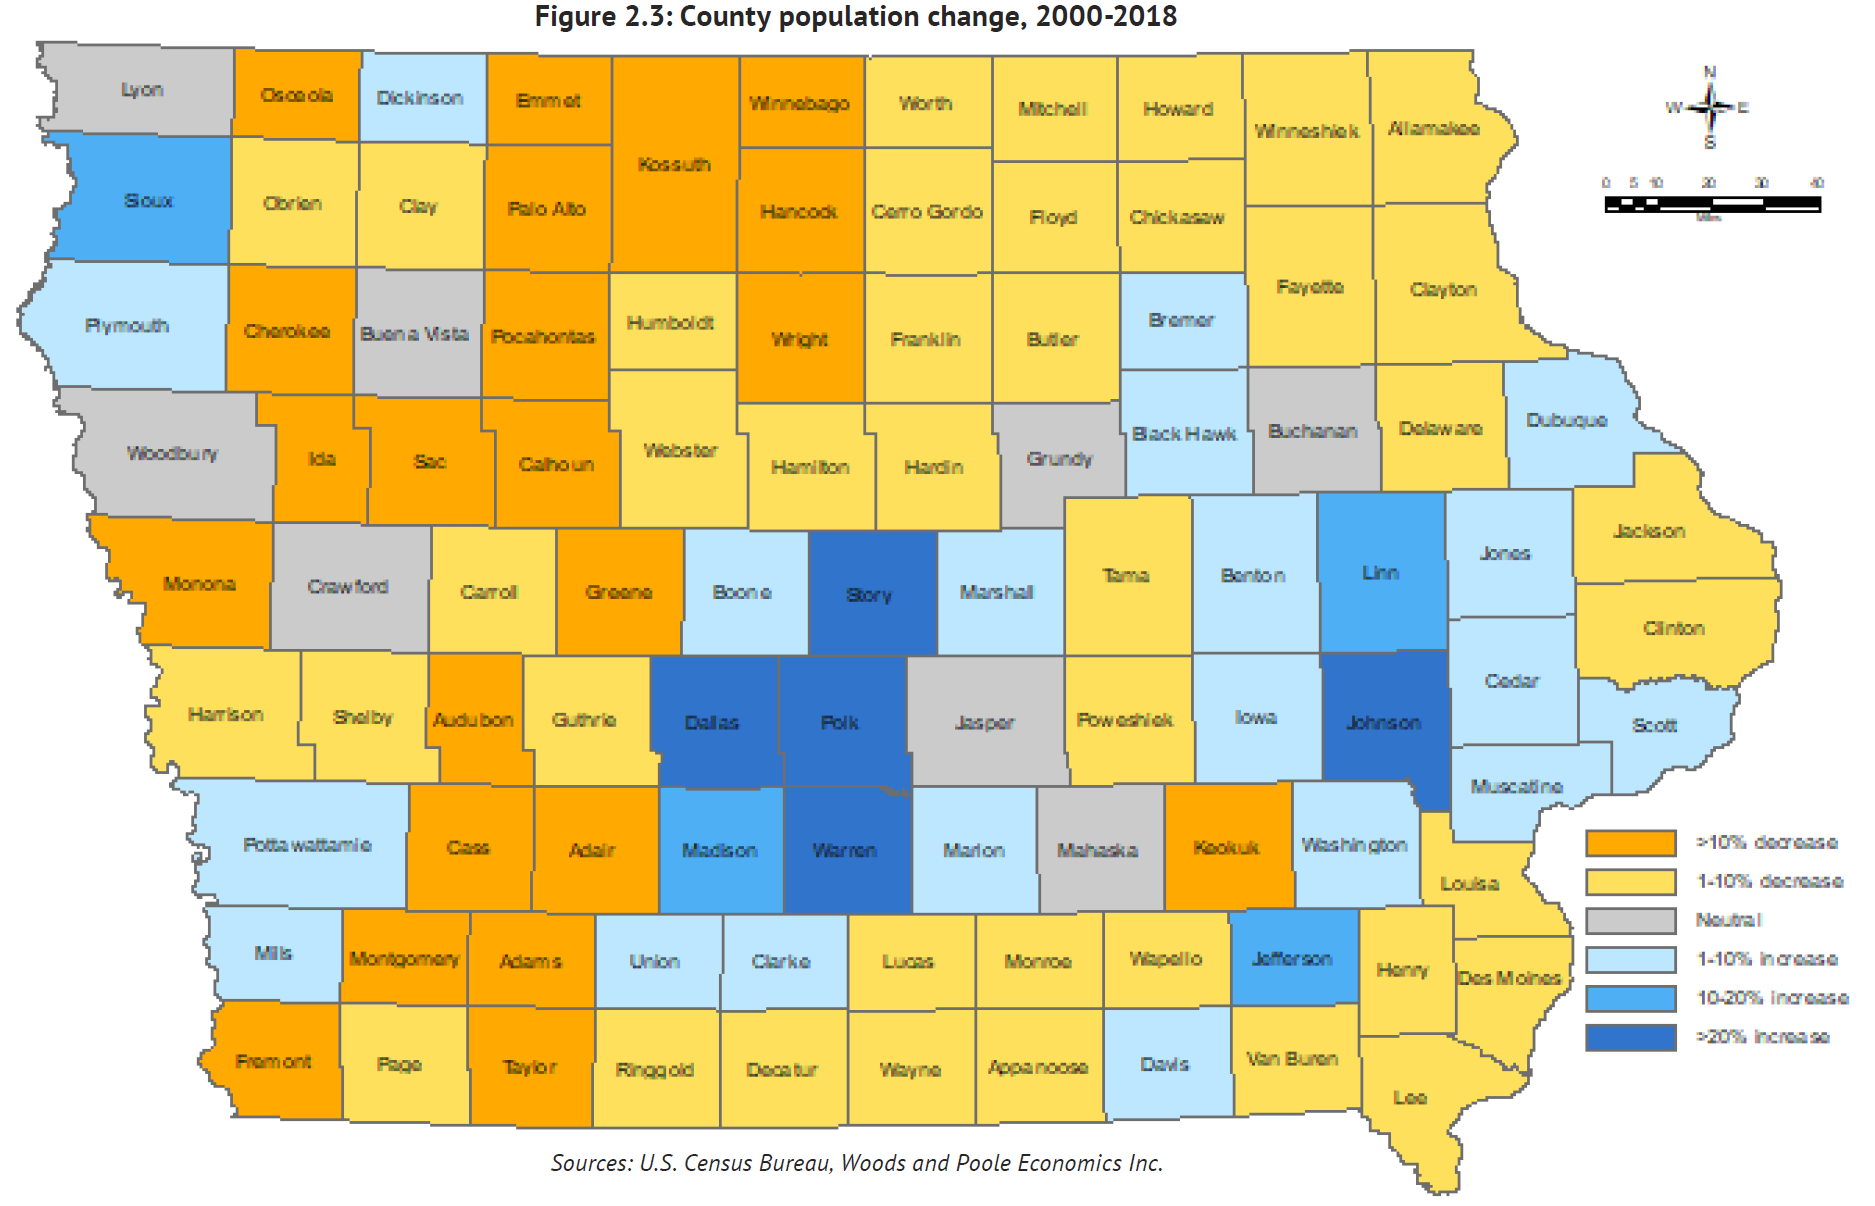 Figure 2.3: County population change, 2000-2018
Lyon
Osceola
Dickinson
Emmet
Kossuth
Winnebago
Worth
Mitchell
Howard
Winneshiek
Allamakee
N
W
E
S
0 5 10 20 30 40
Miles
Sioux
Obrien
Clay
Palo Alto
Hancock
Cerro Gordo
Floyd
Chickasaw
Plymouth
Cherokee
Buena Vista
Pocahontas
Humboldt
Wright
Franklin
Butler
Bremer
Fayette
Clayton
Woodbury
Ida
Sac
Calhoun
Webster
Hamilton
Hardin
Grundy
Black Hawk
Buchanan
Delaware
Dubuque
Monona
Crawford
Carroll
Greene
Boone
Story
Marshall
Tama
Benton
Linn
Jones
Jackson
Clinton
Harrison
Shelby
Audubon
Guthrie
Dallas
Polk
Jasper
Poweshiek
Iowa
Johnson
Cedar
Scott
Muscatine
Pottawattamie
Cass
Adair
Madison
Warren
Marion
Mahaska
Keokuk
Washington
Louisa
Mills
Montgomery
Adams
Union
Clarke
Lucas
Monroe
Wapello
Jefferson
Henry
Des Moines
Fremont
Page
Taylor
Ringgold
Decatur
Wayne
Appanoose
Davis
Van Buren
Lee
>10% decrease
1-10% decrease
Neutral
1-10% increase
10-20% increase
>20% increase
Sources: U.S. Census Bureau, Woods and Poole Economics Inc.